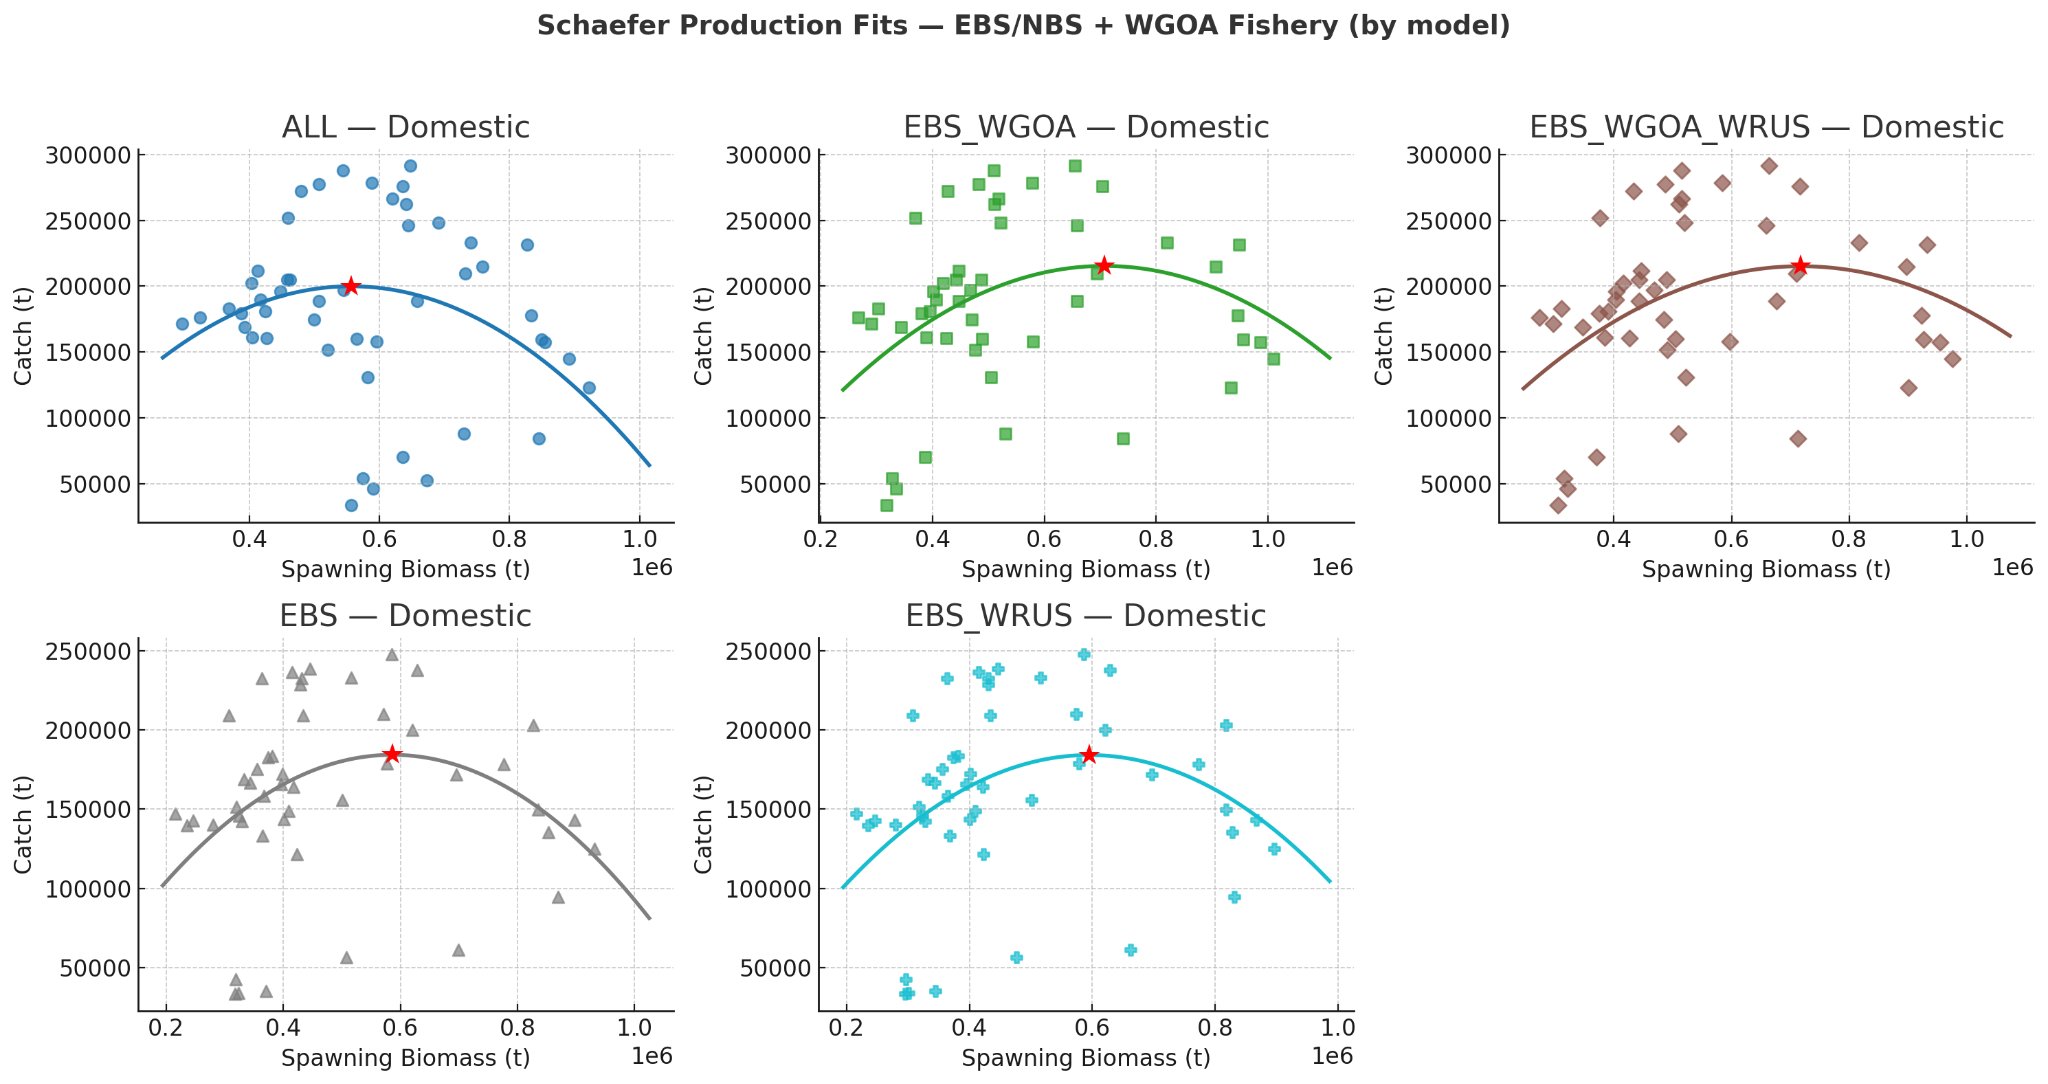 Schaefer Production Fits — EBS/NBS + WGOA Fishery (by model)
ALL — Domestic
300000
250000
200000
150000
100000
50000
Catch (t)
0.4 0.6 0.8 1.0
Spawning Biomass (t)
1e6
EBS_WGOA — Domestic
300000
250000
200000
150000
100000
50000
Catch (t)
0.2 0.4 0.6 0.8 1.0
Spawning Biomass (t)
1e6
EBS_WGOA_WRUS — Domestic
300000
250000
200000
150000
100000
50000
Catch (t)
0.4 0.6 0.8 1.0
Spawning Biomass (t)
1e6
EBS — Domestic
250000
200000
150000
100000
50000
Catch (t)
0.2 0.4 0.6 0.8 1.0
Spawning Biomass (t)
1e6
EBS_WRUS — Domestic
250000
200000
150000
100000
50000
Catch (t)
0.2 0.4 0.6 0.8 1.0
Spawning Biomass (t)
1e6